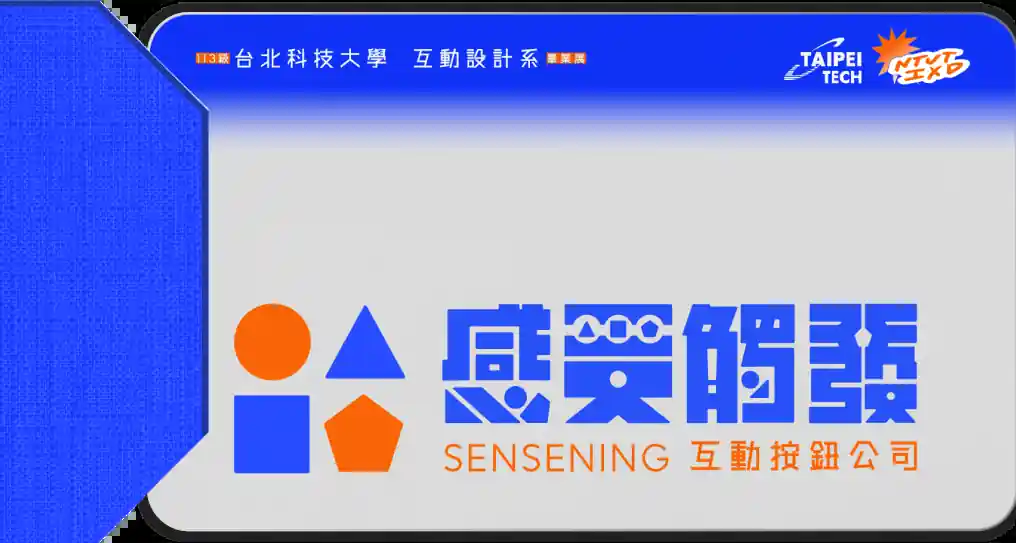 113級 台北科技大學 互動設計系 畢業展
TAIPEI
TECH
NTUT
IXD
感受觸發
SENSENING 互動按鈕公司